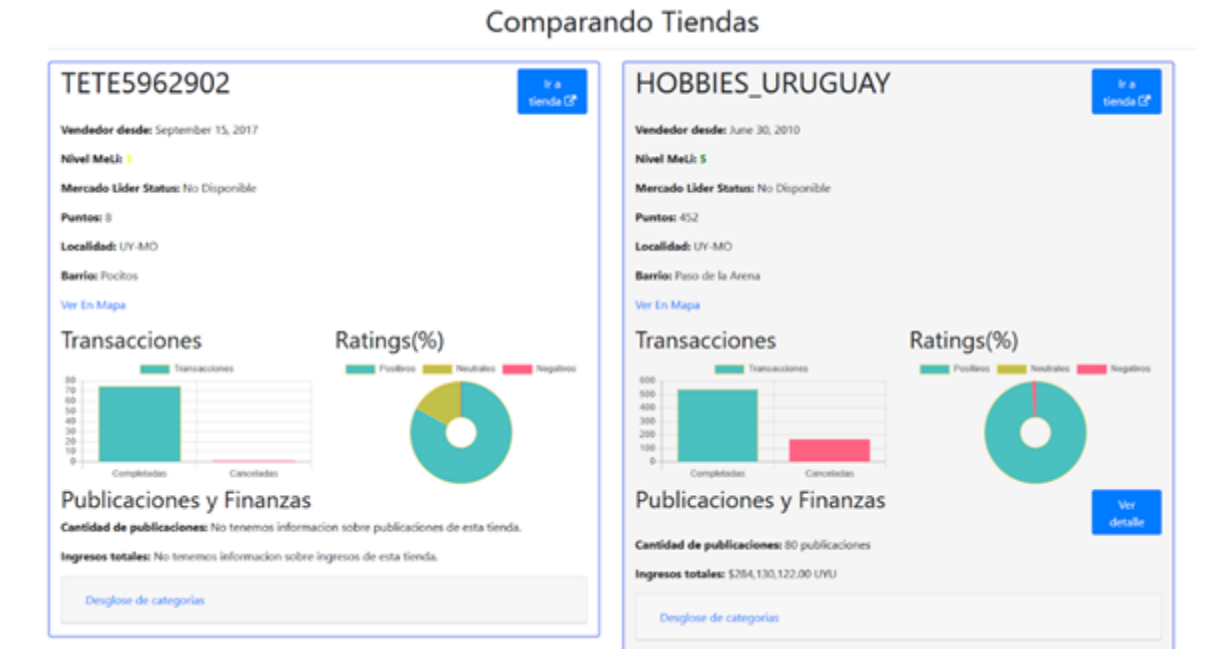 Comparando Tiendas
TETE5962902
Ir a
tienda
Vendedor desde: September 15, 2017
Nivel MeLi: 3
Mercado Lider Status: No Disponible
Puntos: 8
Localidad: UY-MO
Barrio: Pocitos
Ver En Mapa
Transacciones
Ratings(%)
Transacciones
Positivos Neutrales Negativos
80
70
60
50
40
30
20
10
0
Completadas Canceladas
Publicaciones y Finanzas
Cantidad de publicaciones: No tenemos informacion sobre publicaciones de esta tienda.
Ingresos totales: No tenemos informacion sobre ingresos de esta tienda.
Desglose de categorias
HOBBIES_URUGUAY
Ir a
tienda
Vendedor desde: June 30, 2010
Nivel MeLi: 5
Mercado Lider Status: No Disponible
Puntos: 452
Localidad: UY-MO
Barrio: Paso de la Arena
Ver En Mapa
Transacciones
Ratings(%)
Transacciones
Positivos Neutrales Negativos
600
500
400
300
200
100
0
Completadas Canceladas
Publicaciones y Finanzas
Ver
detalle
Cantidad de publicaciones: 80 publicaciones
Ingresos totales: $284,130,122.00 UYU
Desglose de categorias